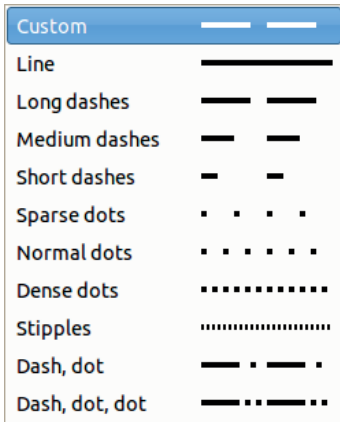 Custom
Line
Long dashes
Medium dashes
Short dashes
Sparse dots
Normal dots
Dense dots
Stipples
Dash, dot
Dash, dot, dot